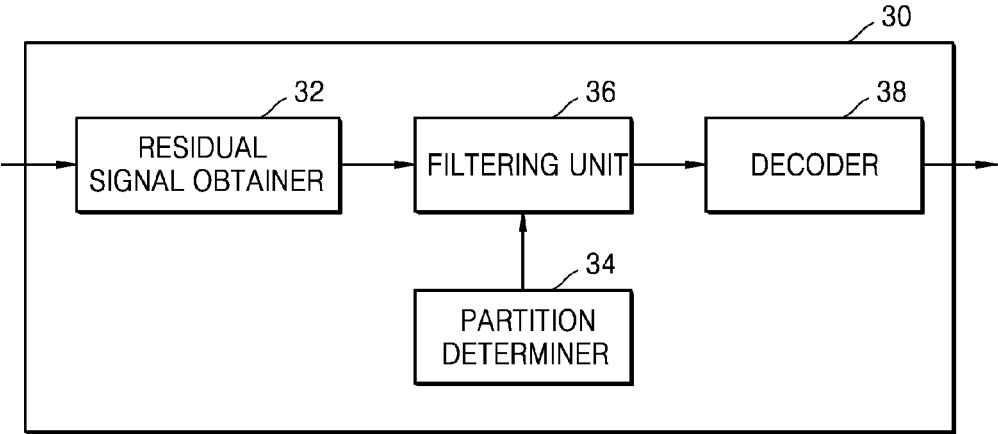 30
32
RESIDUAL
SIGNAL OBTAINER
36
FILTERING UNIT
38
DECODER
34
PARTITION
DETERMINER